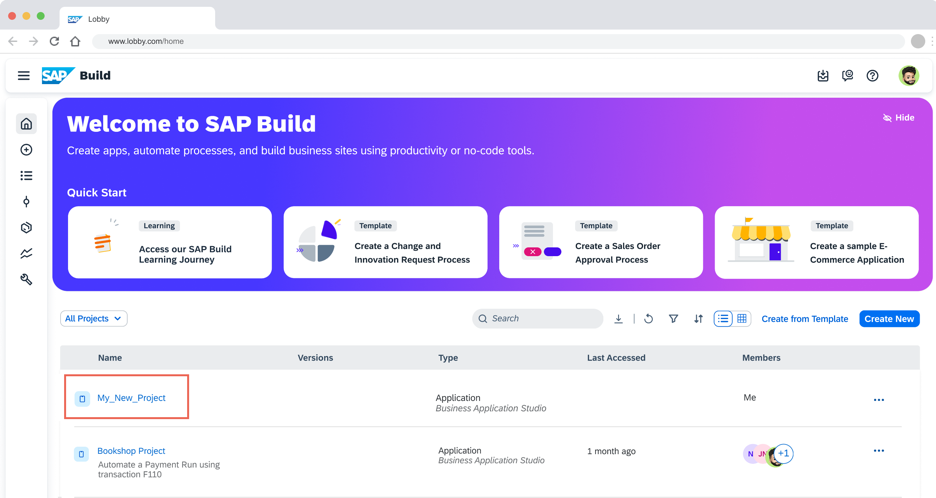 SAP Lobby
www.lobby.com/home
SAP Build
Welcome to SAP Build
Hide
Create apps, automate processes, and build business sites using productivity or no-code tools.
Quick Start
Learning
Access our SAP Build
Learning Journey
Template
Create a Change and
Innovation Request Process
Template
Create a Sales Order
Approval Process
Template
Create a sample E-
Commerce Application
All Projects
Search
Create from Template
Create New
Name Versions Type Last Accessed Members
My_New_Project
Application
Business Application Studio
Me
Bookshop Project
Automate a Payment Run using
transaction F110
Application
Business Application Studio
1 month ago
N JN +1